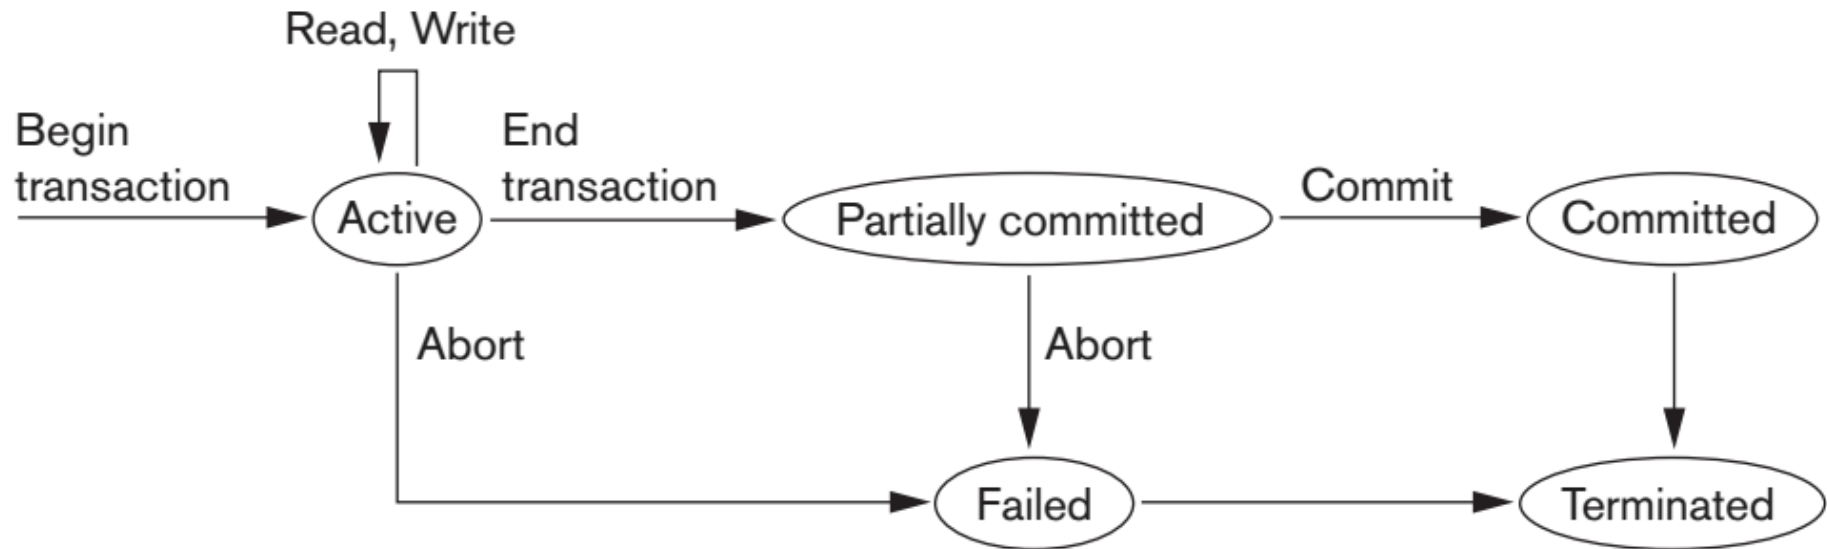 Read, Write
Begin
transaction
End
transaction
Active
Partially committed
Commit
Committed
Abort
Abort
Failed
Terminated